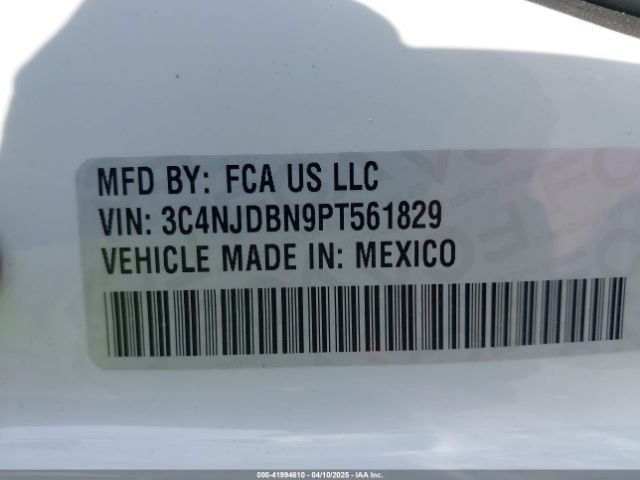 MFD BY: FCA US LLC
VIN: 3C4NJDBN9PT561829
VEHICLE MADE IN: MEXICO
000-41994610 - 04/10/2025 - IAA Inc.